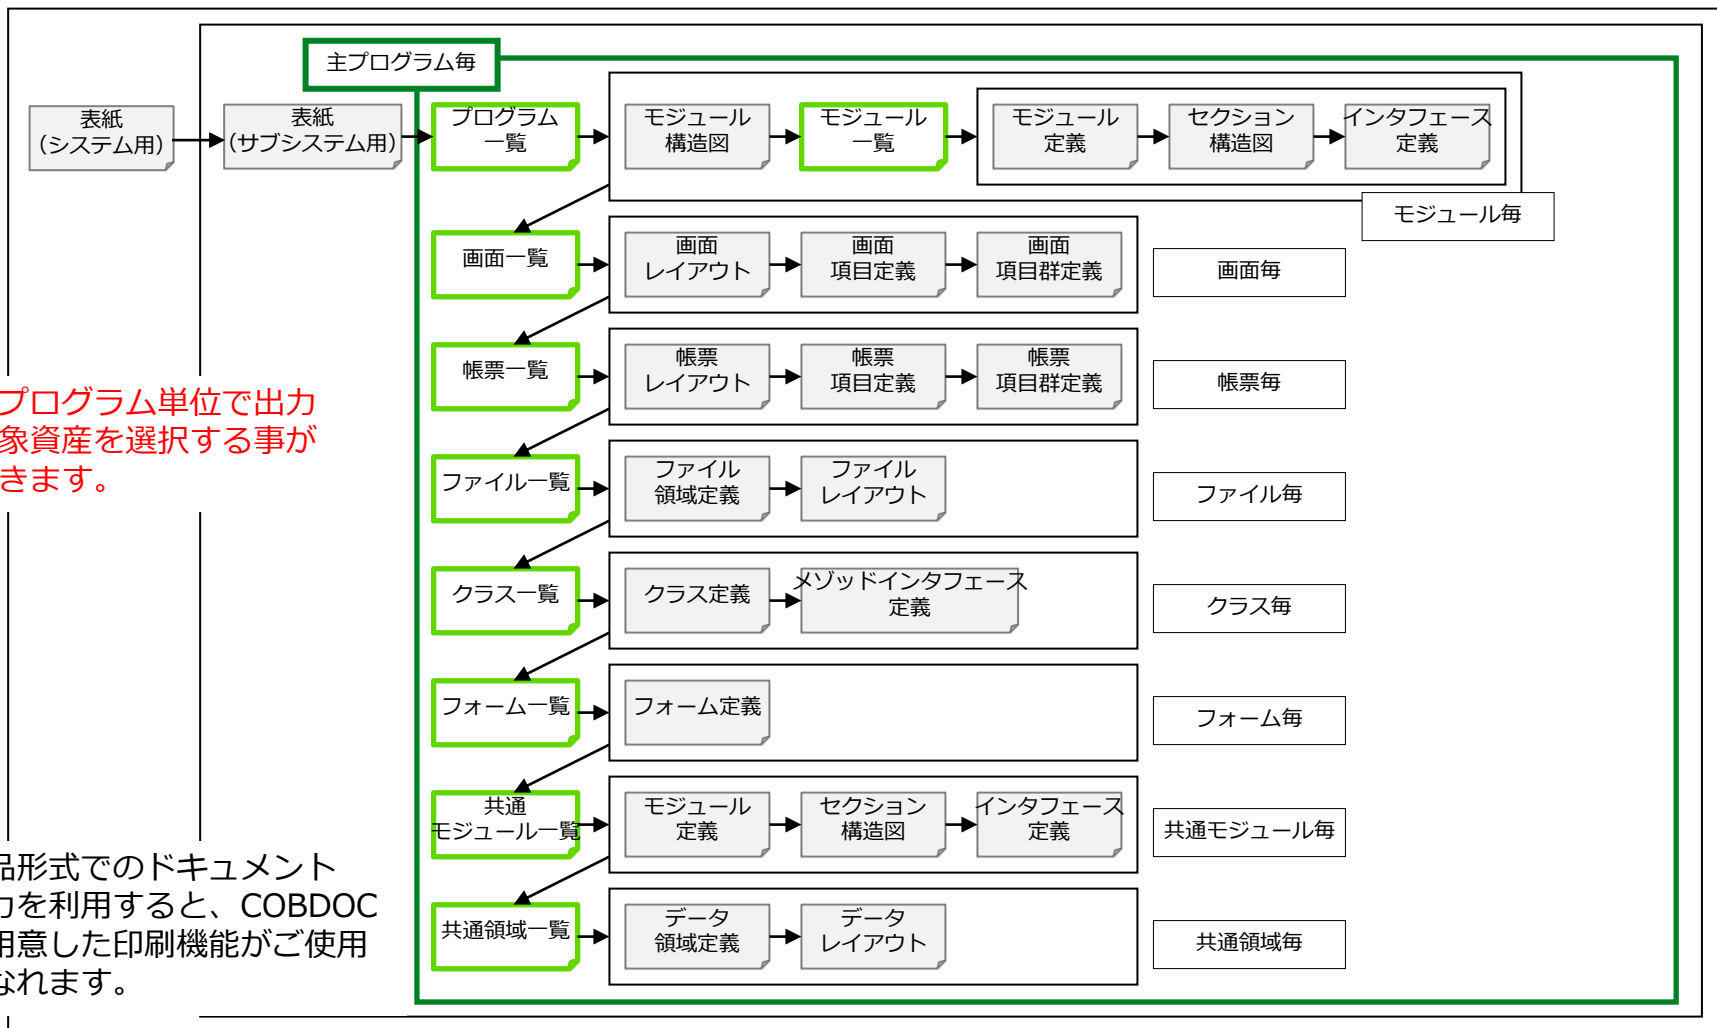 主プログラム毎
表紙
（システム用）
表紙
（サブシステム用）
プログラム
一覧
モジュール
構造図
モジュール
一覧
モジュール
定義
セクション
構造図
インタフェース
定義
モジュール毎
画面一覧
画面
レイアウト
画面
項目定義
画面
項目群定義
画面毎
帳票一覧
帳票
レイアウト
帳票
項目定義
帳票
項目群定義
帳票毎
プログラム単位で出力
象資産を選択する事が
きます。
ファイル一覧
ファイル
領域定義
ファイル
レイアウト
ファイル毎
クラス一覧
クラス定義
メゾッドインタフェース
定義
クラス毎
フォーム一覧
フォーム定義
フォーム毎
共通
モジュール一覧
モジュール
定義
セクション
構造図
インタフェース
定義
共通モジュール毎
品形式でのドキュメント
力を利用すると、COBDOC
用意した印刷機能がご使用
なれます。
共通領域一覧
データ
領域定義
データ
レイアウト
共通領域毎